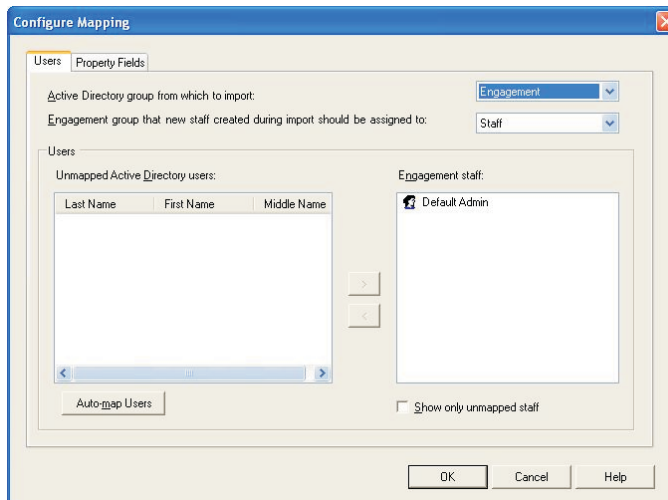 Configure Mapping
Users Property Fields
Active Directory group from which to import: Engagement
Engagement group that new staff created during import should be assigned to: Staff
Users
Unmapped Active Directory users: Engagement staff:
Last Name First Name Middle Name Default Admin
>
<
Auto-map Users Show only unmapped staff
OK Cancel Help